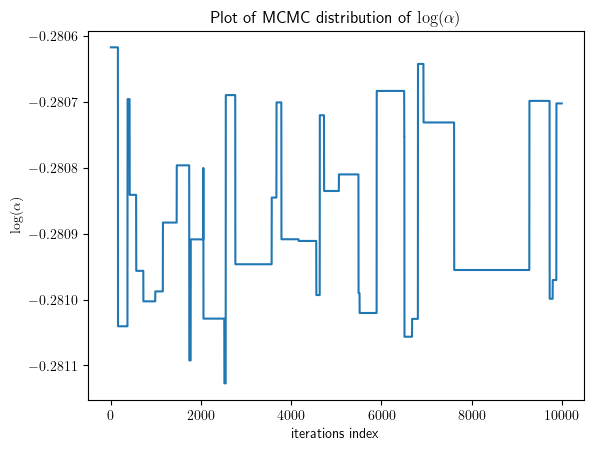 Plot of MCMC distribution of log(α)
log(α)
−0.2806
−0.2807
−0.2808
−0.2809
−0.2810
−0.2811
0 2000 4000 6000 8000 10000
iterations index